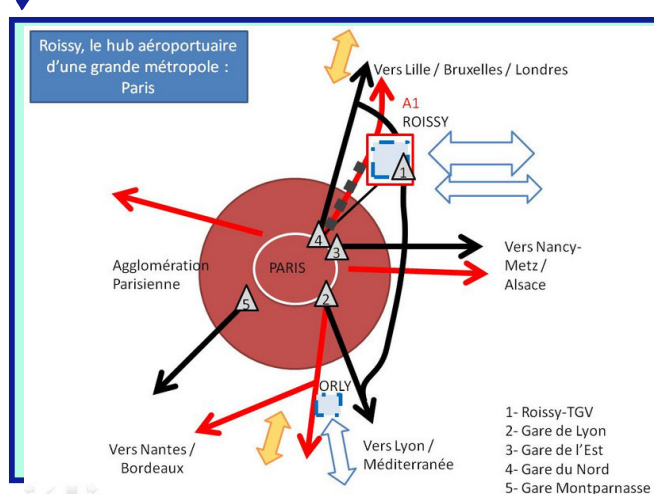 Roissy, le hub aéroportuaire
d'une grande métropole :
Paris
Vers Lille / Bruxelles / Londres
A1
ROISSY
1
4
3
Vers Nancy-
Metz /
Alsace
Agglomération
Parisienne
PARIS
2
5
ORLY
Vers Nantes /
Bordeaux
Vers Lyon /
Méditerranée
1- Roissy-TGV
2- Gare de Lyon
3- Gare de l'Est
4- Gare du Nord
5- Gare Montparnasse